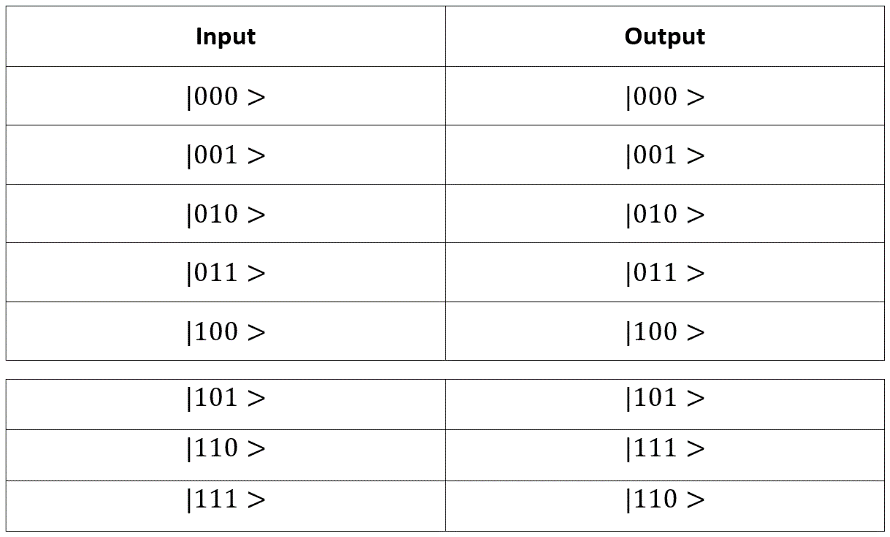 Input Output
|000 > |000 >
|001 > |001 >
|010 > |010 >
|011 > |011 >
|100 > |100 >
|101 > |101 >
|110 > |111 >
|111 > |110 >